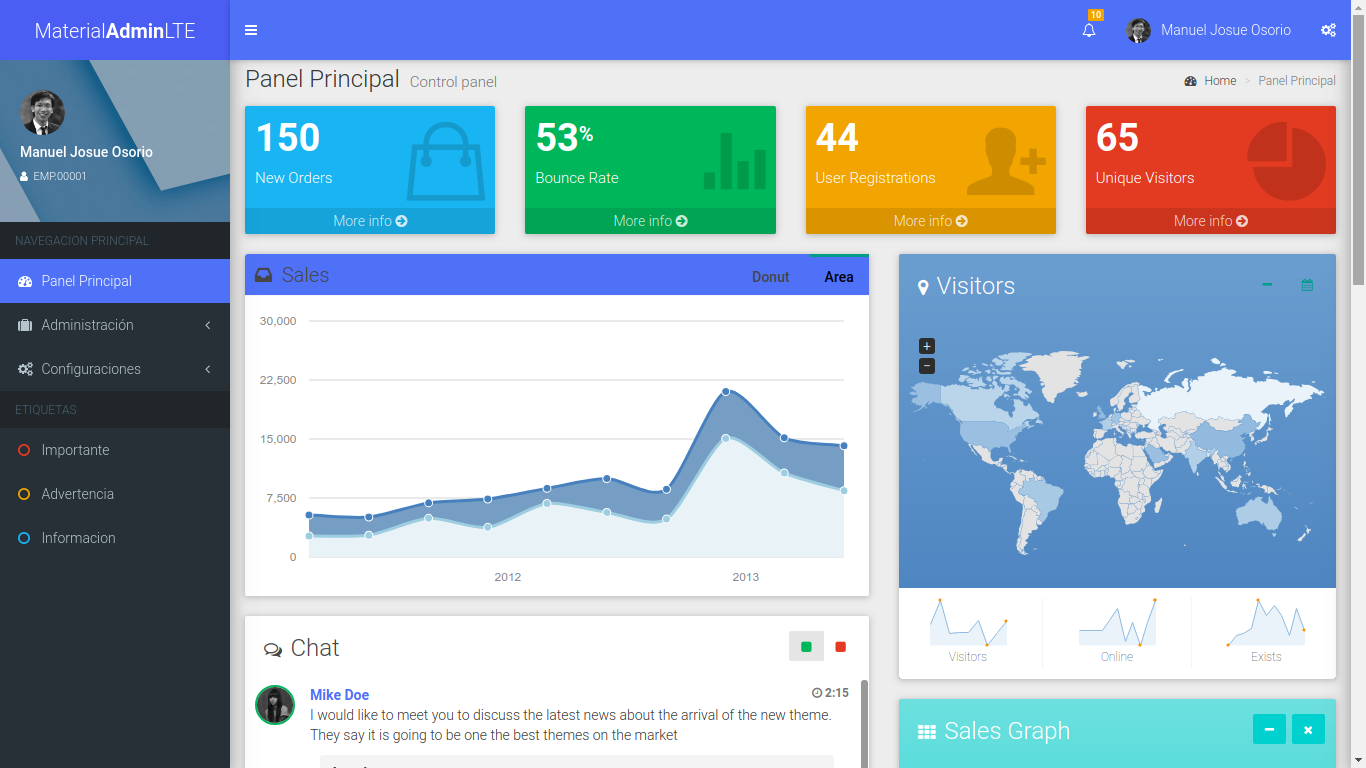 MaterialAdminLTE
10
Manuel Josue Osorio
Manuel Josue Osorio
EMP.00001
NAVEGACION PRINCIPAL
Panel Principal
Administración
Configuraciones
ETIQUETAS
Importante
Advertencia
Informacion
Panel Principal Control panel
Home > Panel Principal
150
New Orders
More info
53%
Bounce Rate
More info
44
User Registrations
More info
65
Unique Visitors
More info
Sales
Donut
Area
30,000
22,500
15,000
7,500
0
2012
2013
Visitors
+
−
Visitors
Online
Exists
Chat
Mike Doe
2:15
I would like to meet you to discuss the latest news about the arrival of the new theme.
They say it is going to be one the best themes on the market
Sales Graph